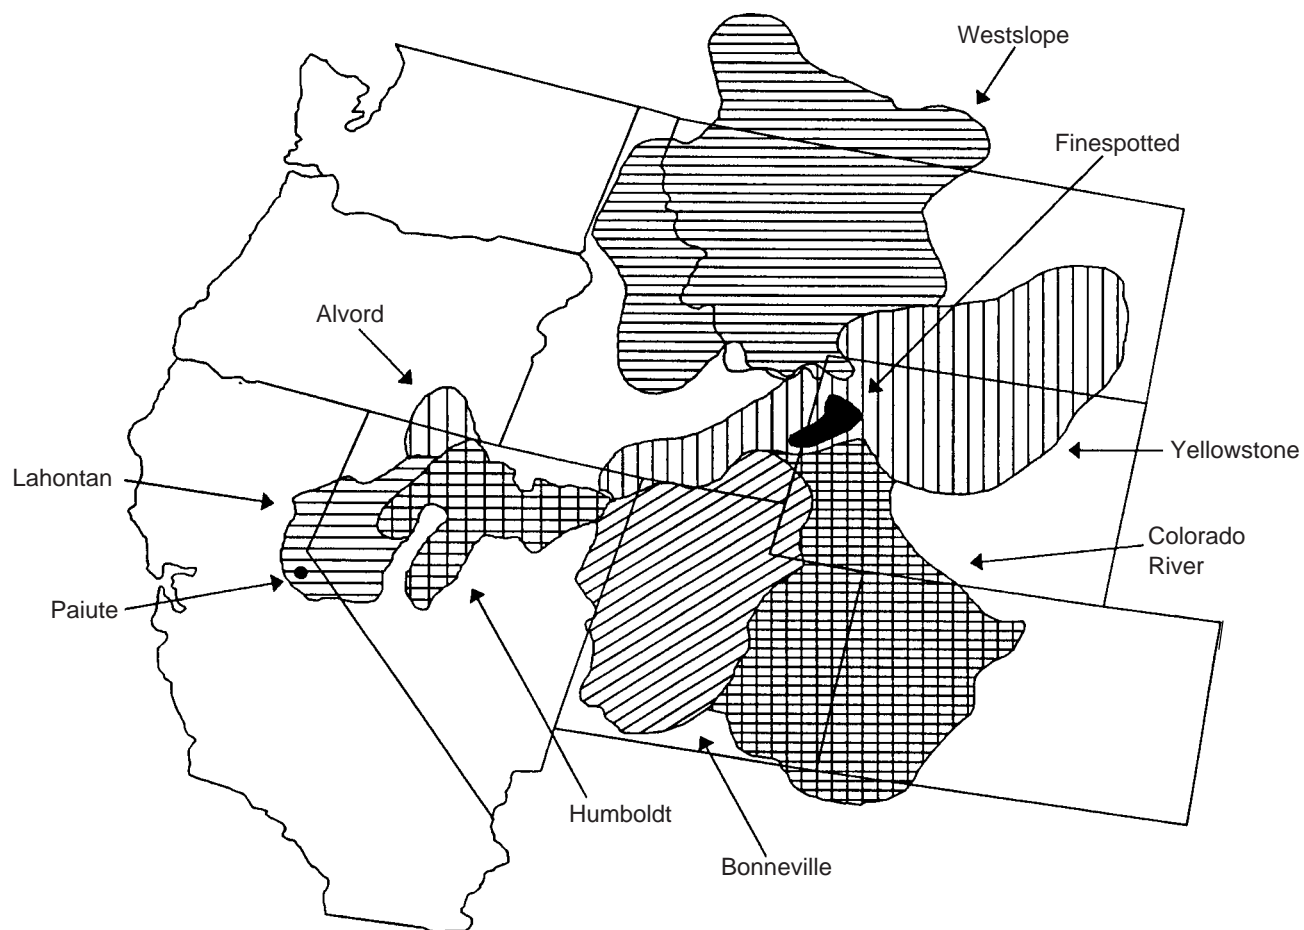 Westslope
Finespotted
Alvord
Lahontan
Yellowstone
Colorado
River
Paiute
Humboldt
Bonneville